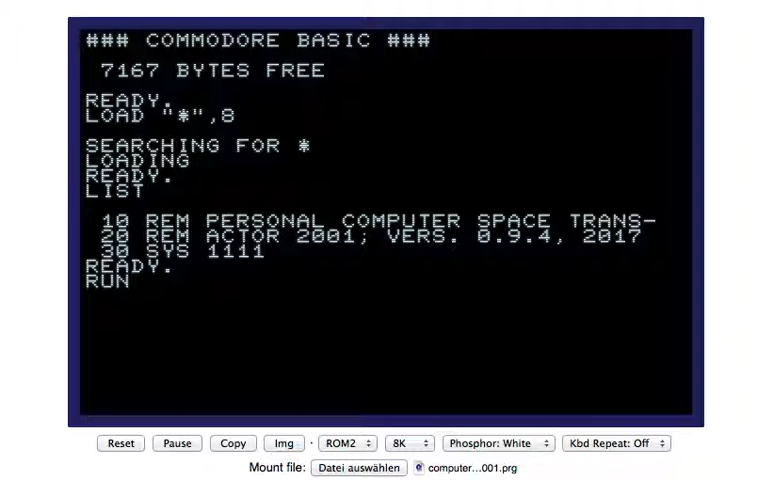 ### COMMODORE BASIC ###
7167 BYTES FREE
READY.
LOAD "*",8
SEARCHING FOR *
LOADING
READY.
LIST
10 REM PERSONAL COMPUTER SPACE TRANS-
20 REM ACTOR 2001; VERS. 0.9.4, 2017
30 SYS 1111
READY.
RUN
Reset Pause Copy Img · ROM2 8K Phosphor: White Kbd Repeat: Off
Mount file: Datei auswählen computer...001.prg